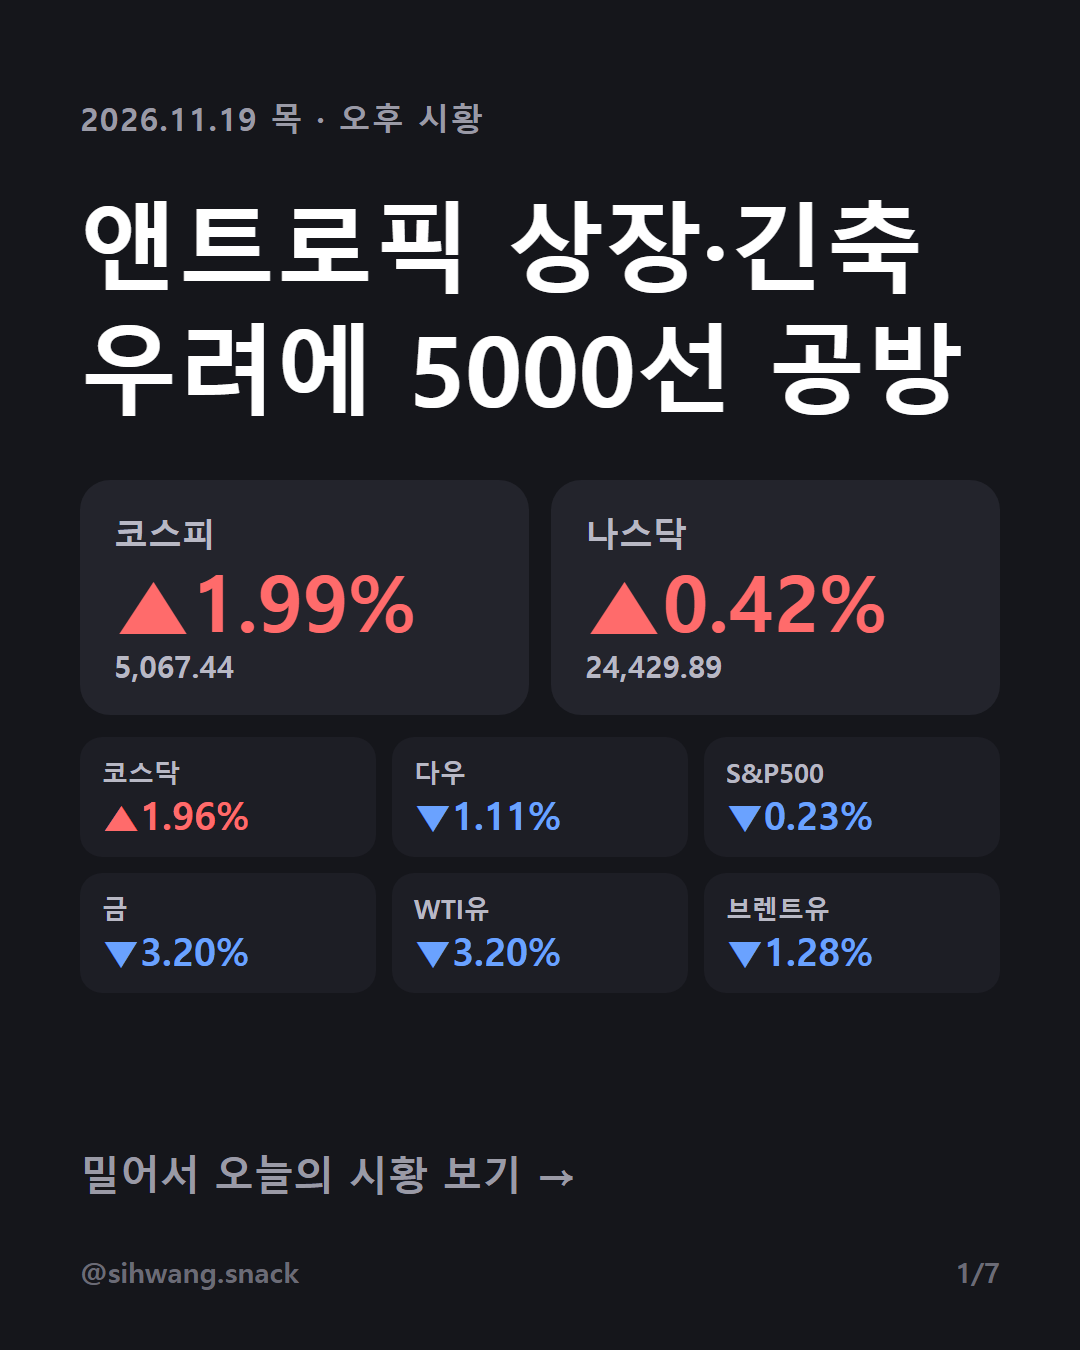 2026.11.19 목 · 오후 시황
앤트로픽 상장·긴축
우려에 5000선 공방
코스피
▲1.99%
5,067.44
나스닥
▲0.42%
24,429.89
코스닥
▲1.96%
다우
▼1.11%
S&P500
▼0.23%
금
▼3.20%
WTI유
▼3.20%
브렌트유
▼1.28%
밀어서 오늘의 시황 보기 →
@sihwang.snack
1/7